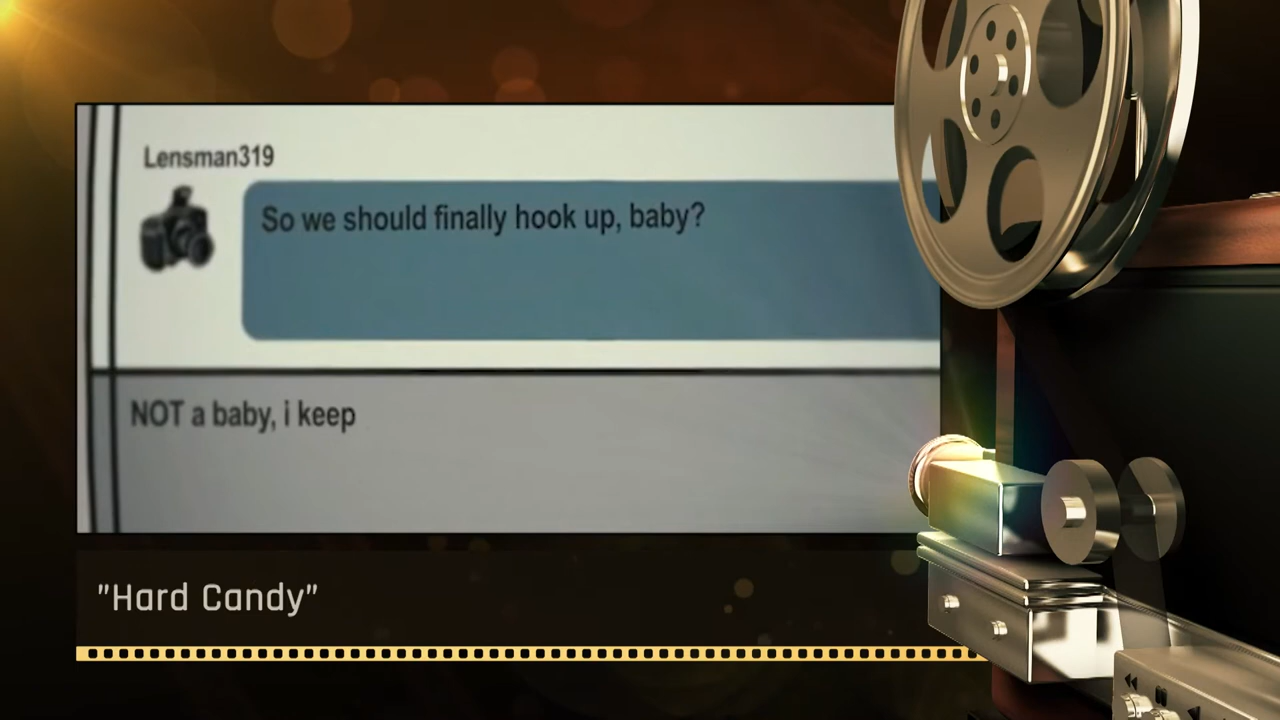 Lensman319
So we should finally hook up, baby?
NOT a baby, i keep
"Hard Candy"